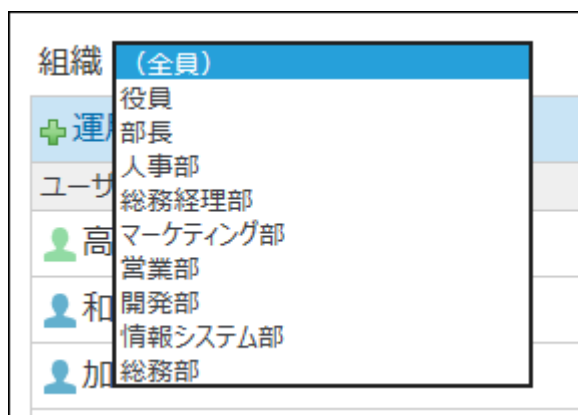 組織
(全員)
役員
運
部長
人事部
ユーザ
総務経理部
高
マーケティング部
営業部
和
開発部
情報システム部
加
総務部